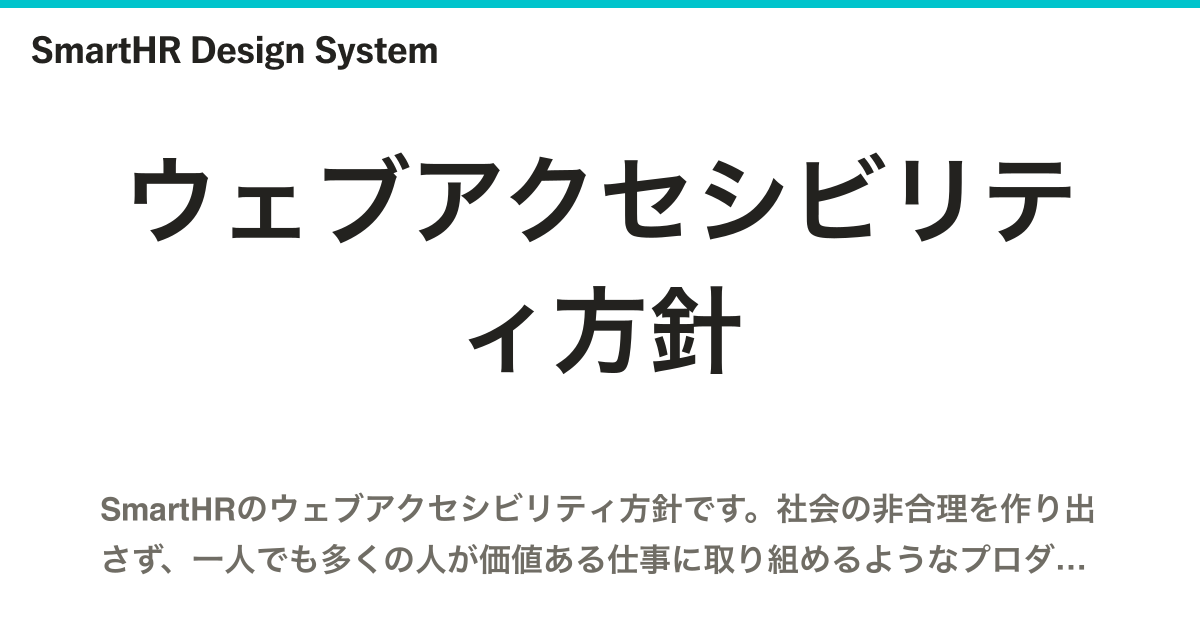 SmartHR Design System
ウェブアクセシビリテ
ィ方針
SmartHRのウェブアクセシビリティ方針です。社会の非合理を作り出
さず、一人でも多くの人が価値ある仕事に取り組めるようなプロダ…